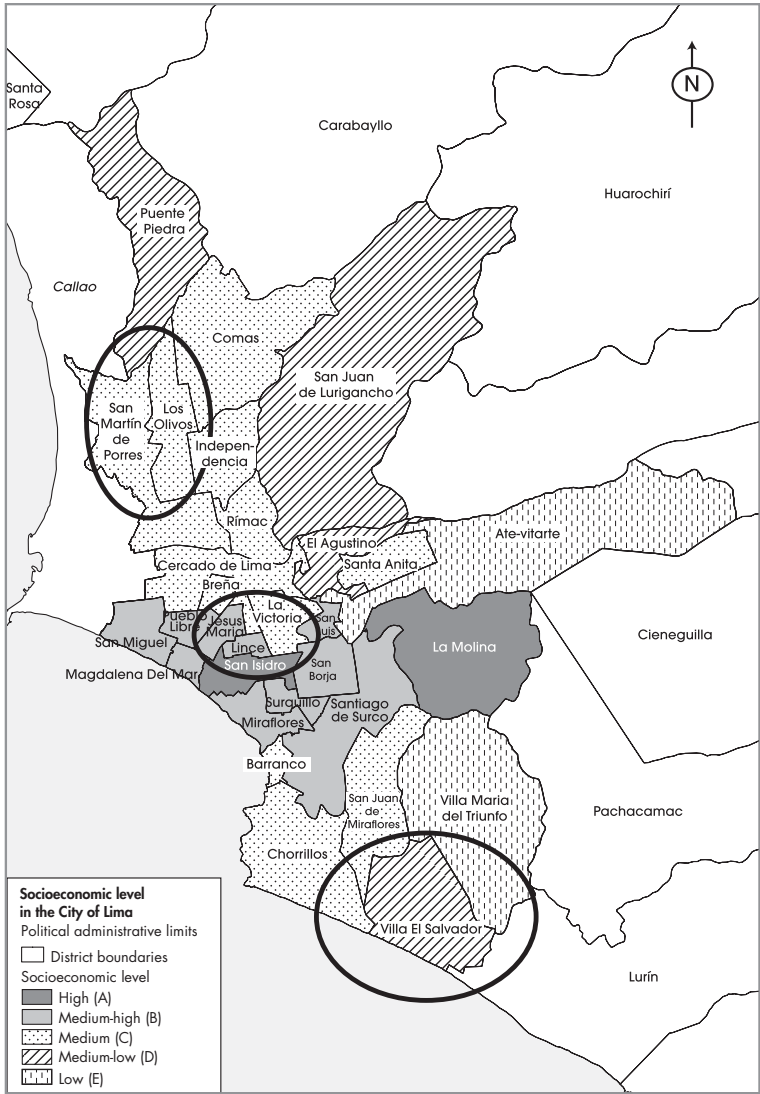 Santa
Rosa
N
Carabayllo
Huarochirí
Puente
Piedra
Callao
Comas
San Juan
de Lurigancho
San
Martín
de
Porres
Los
Olivos
Indepen-
dencia
Rímac
Ate-vitarte
El Agustino
Santa Anita
Cercado de Lima
Breña
La
Victoria
Pueblo
Libre
Jesus
Maria
San
Luis
San Miguel
Lince
Cieneguilla
La Molina
San Isidro
San
Borja
Magdalena Del Mar
Surquillo
Santiago
de Surco
Miraflores
Barranco
San Juan
de
Miraflores
Villa Maria
del Triunfo
Pachacamac
Chorrillos
Villa El Salvador
Lurín
Socioeconomic level
in the City of Lima
Political administrative limits
District boundaries
Socioeconomic level
High (A)
Medium-high (B)
Medium (C)
Medium-low (D)
Low (E)